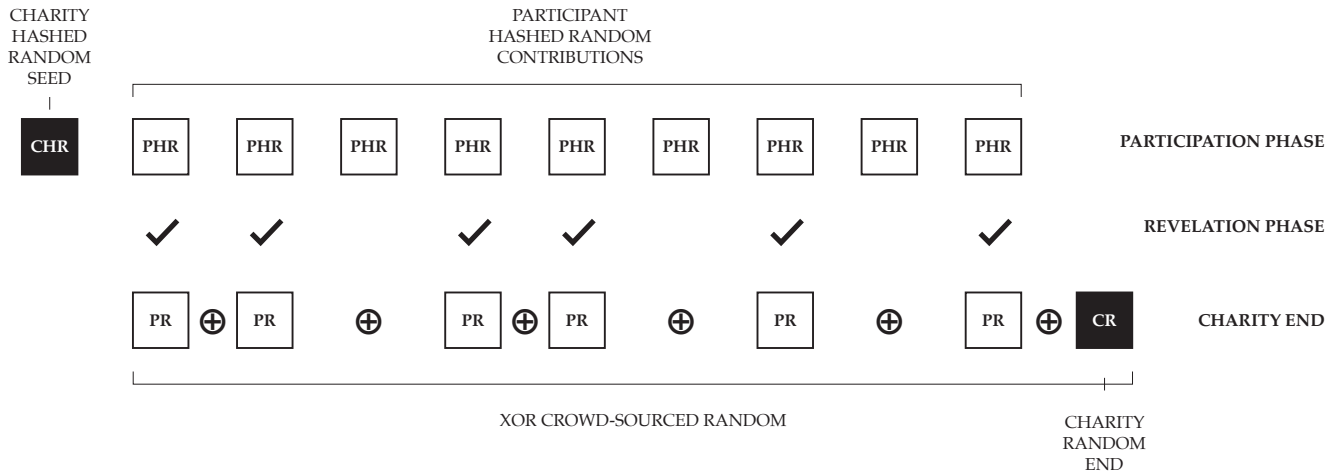 CHARITY
HASHED
RANDOM
SEED
PARTICIPANT
HASHED RANDOM
CONTRIBUTIONS
CHR PHR PHR PHR PHR PHR PHR PHR PHR PHR PARTICIPATION PHASE
REVELATION PHASE
PR ⊕ PR ⊕ PR ⊕ PR ⊕ PR ⊕ PR ⊕ CR CHARITY END
XOR CROWD-SOURCED RANDOM
CHARITY
RANDOM
END